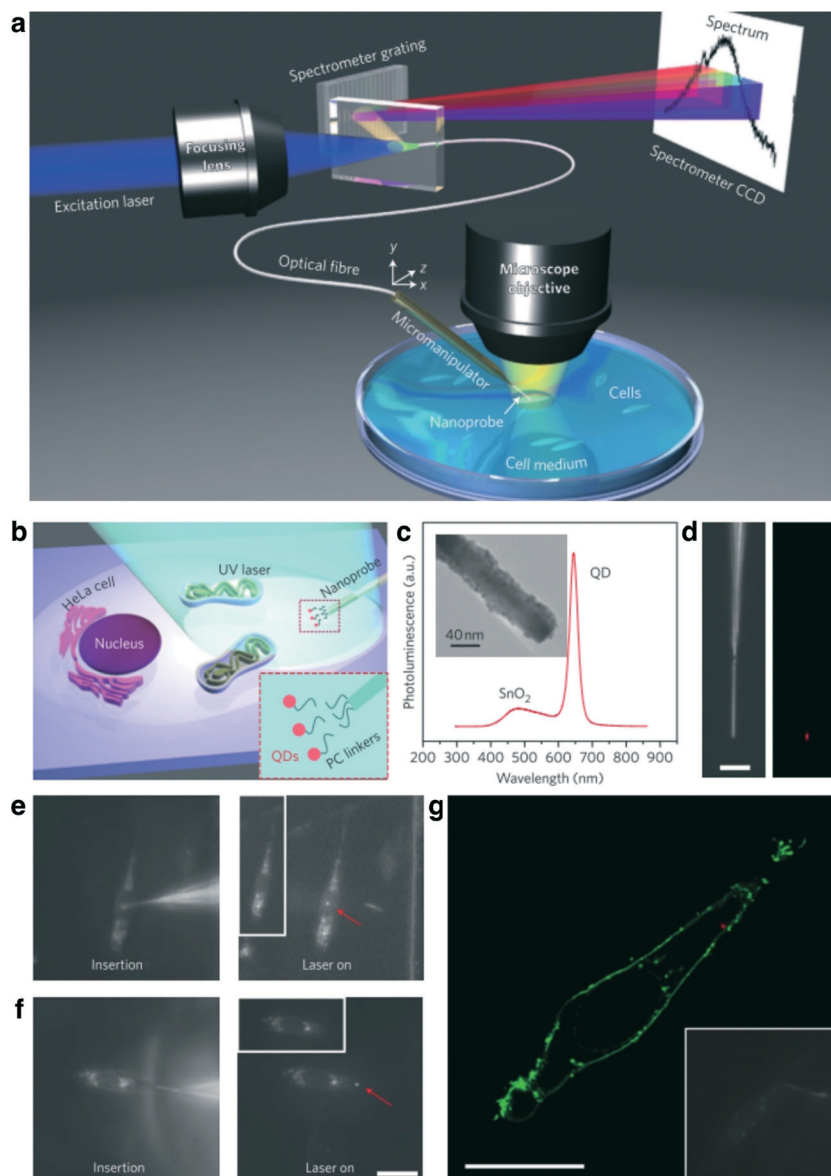 a
Spectrum
Spectrometer grating
Focusing
lens
Excitation laser
Spectrometer CCD
Optical fibre
y
z
x
Microscope
objective
Micromanipulator
Nanoprobe
Cells
Cell medium
b
HeLa cell
Nucleus
UV laser
Nanoprobe
QDs
PC linkers
c
Photoluminescence (a.u.)
40 nm
QD
SnO2
200 300 400 500 600 700 800 900
Wavelength (nm)
d
e
Insertion
Laser on
f
Insertion
Laser on
g